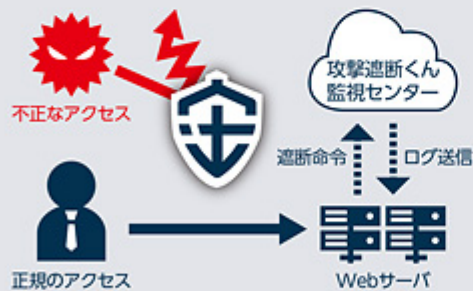 不正なアクセス
攻撃遮断くん
監視センター
遮断命令
ログ送信
正規のアクセス
Webサーバ